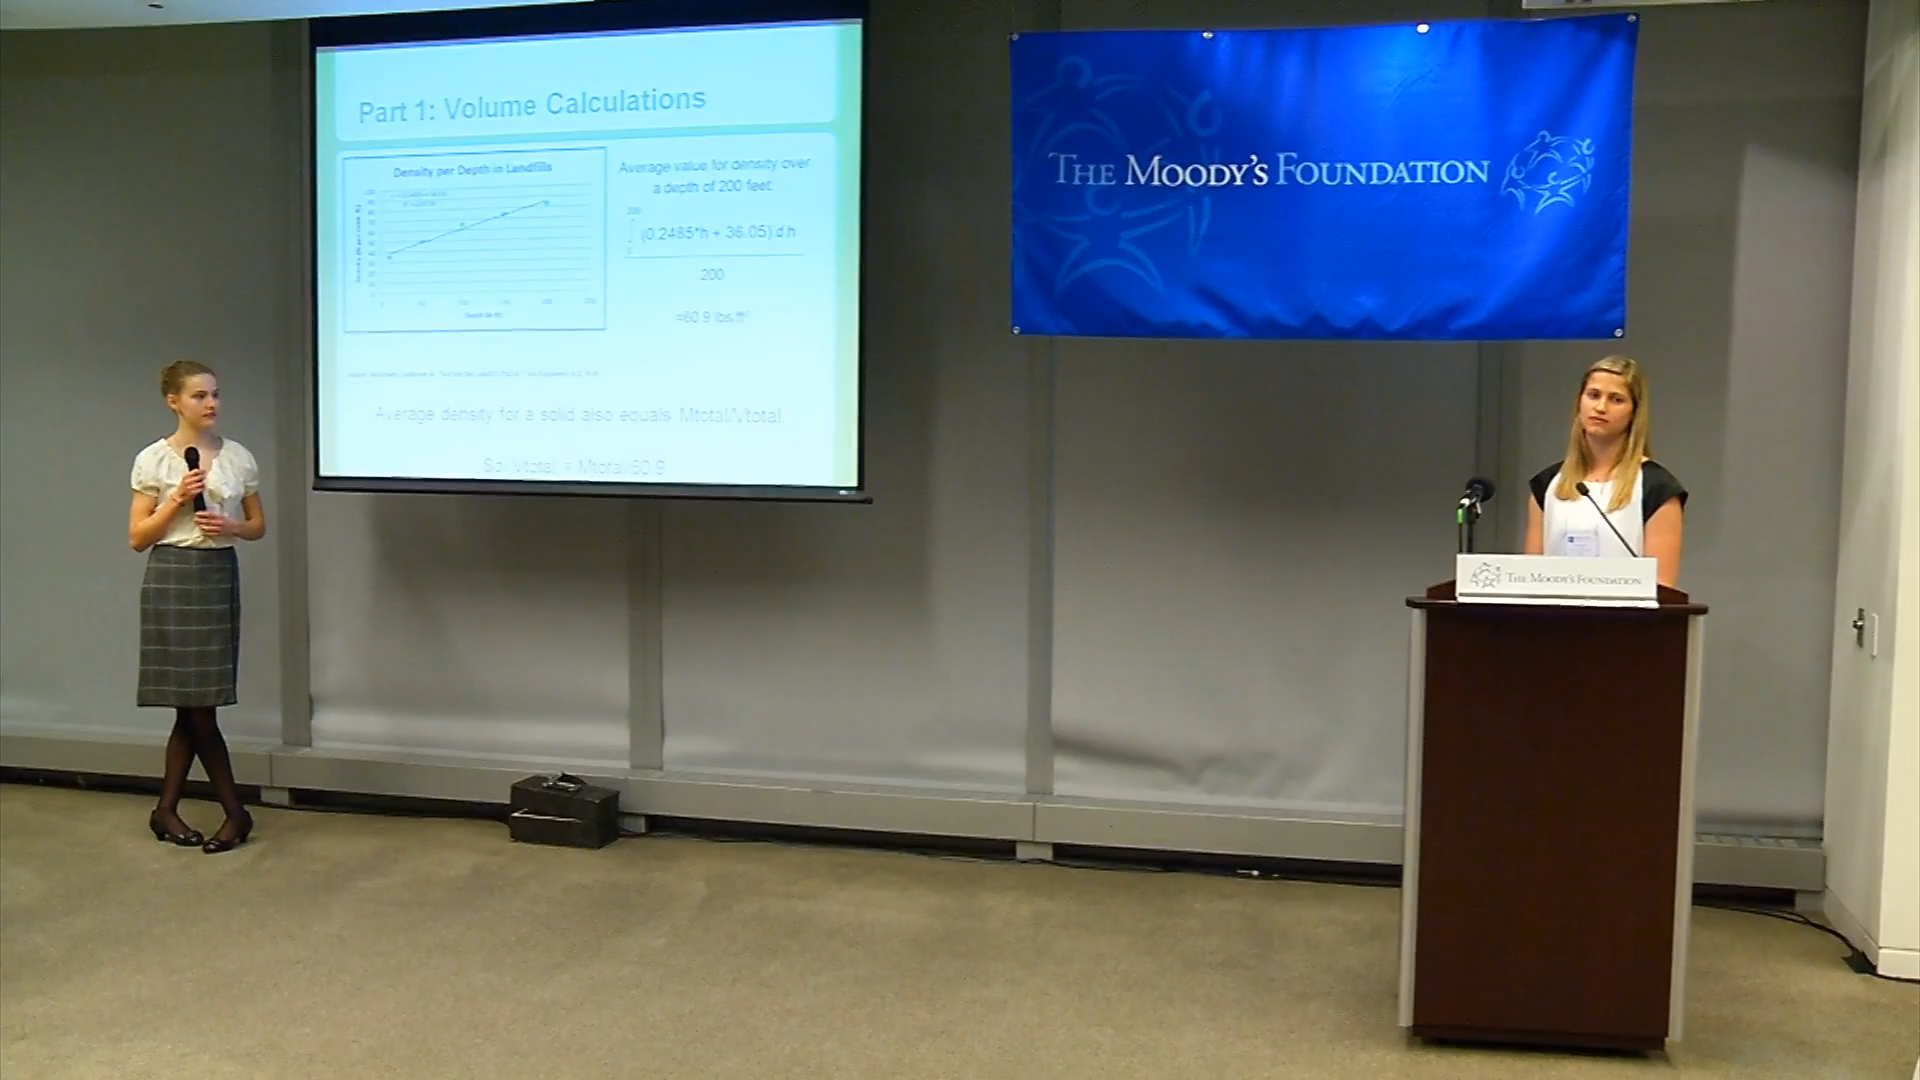 Part 1: Volume Calculations
Density per Depth in Landfills
Average value for density over
a depth of 200 feet:
200
(0.2485*h + 36.05) dh
0
200
=60.9 lbs/ft³
Average density for a solid also equals Mtotal/Vtotal
So Vtotal = Mtotal/60.9
THE MOODY'S FOUNDATION
THE MOODY'S FOUNDATION